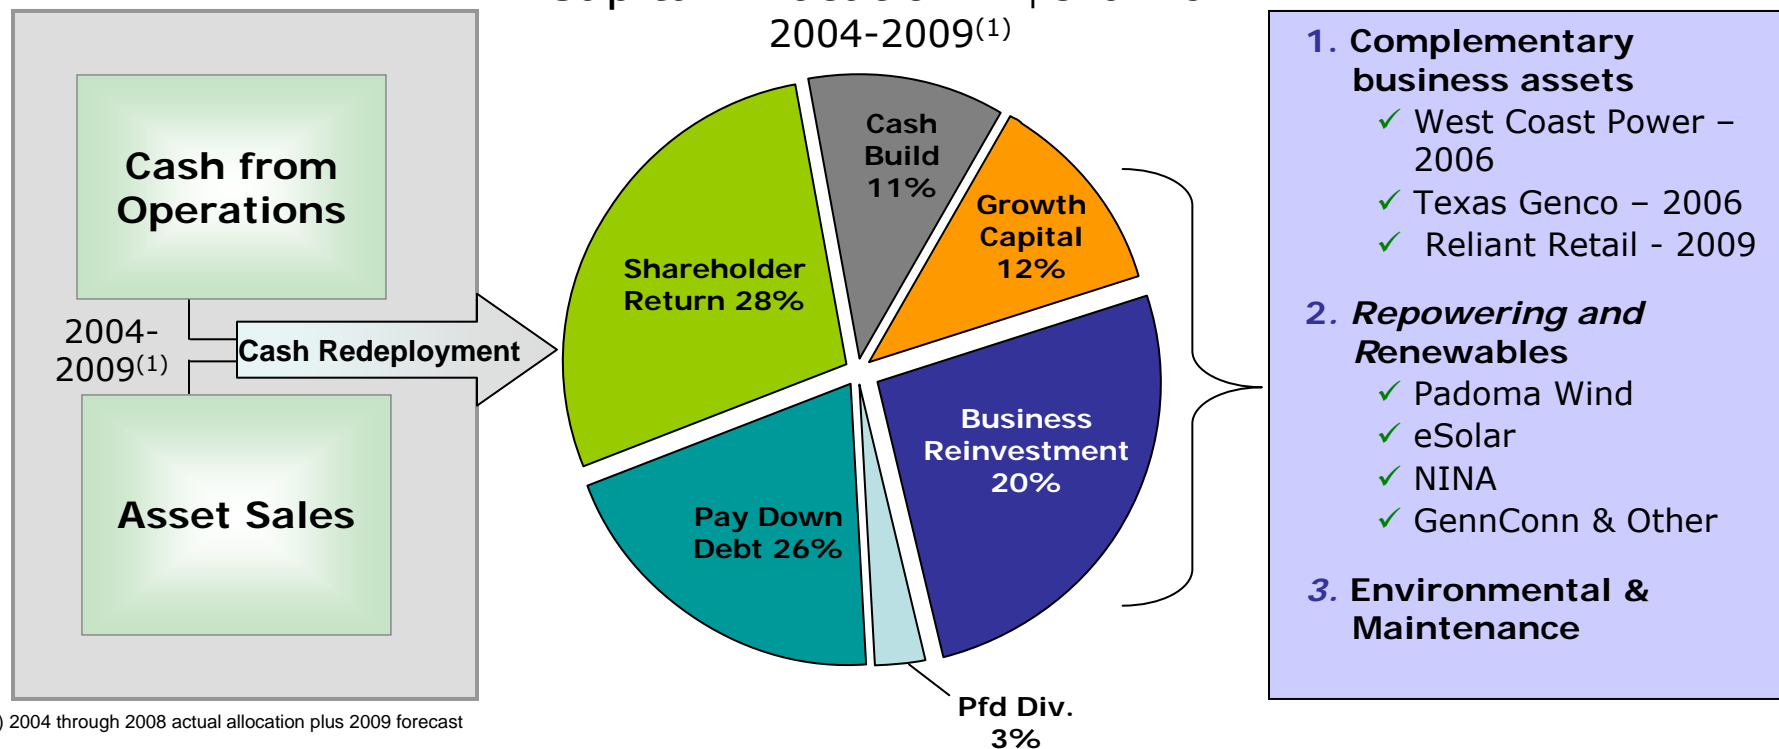 2004-2009(1)
Cash from
Operations
2004-
2009(1)
Cash Redeployment
Asset Sales
Cash
Build
11%
Growth
Capital
12%
Shareholder
Return 28%
Business
Reinvestment
20%
Pay Down
Debt 26%
Pfd Div.
3%
1. Complementary
business assets
✓ West Coast Power –
2006
✓ Texas Genco – 2006
✓ Reliant Retail - 2009
2. Repowering and
Renewables
✓ Padoma Wind
✓ eSolar
✓ NINA
✓ GennConn & Other
3. Environmental &
Maintenance
) 2004 through 2008 actual allocation plus 2009 forecast